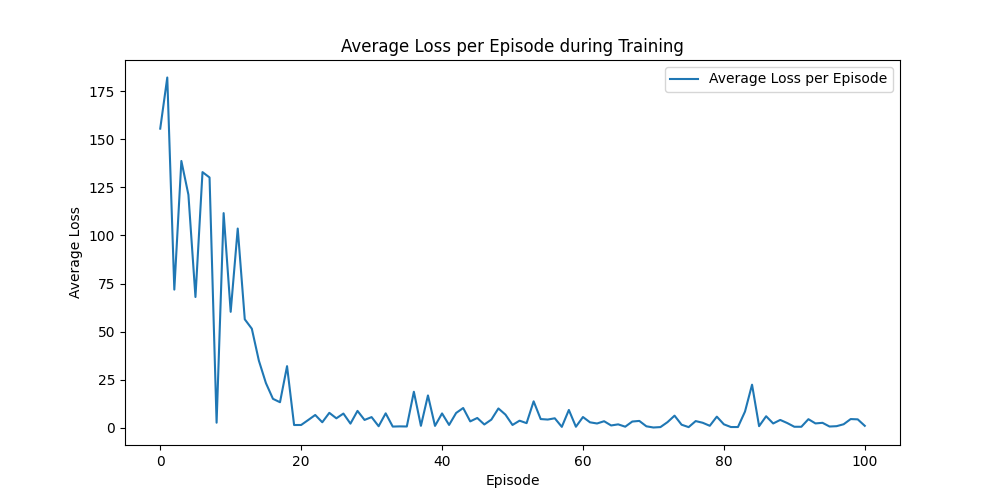 Average Loss per Episode during Training
Average Loss per Episode
175
150
125
100
75
50
25
0
Average Loss
0 20 40 60 80 100
Episode